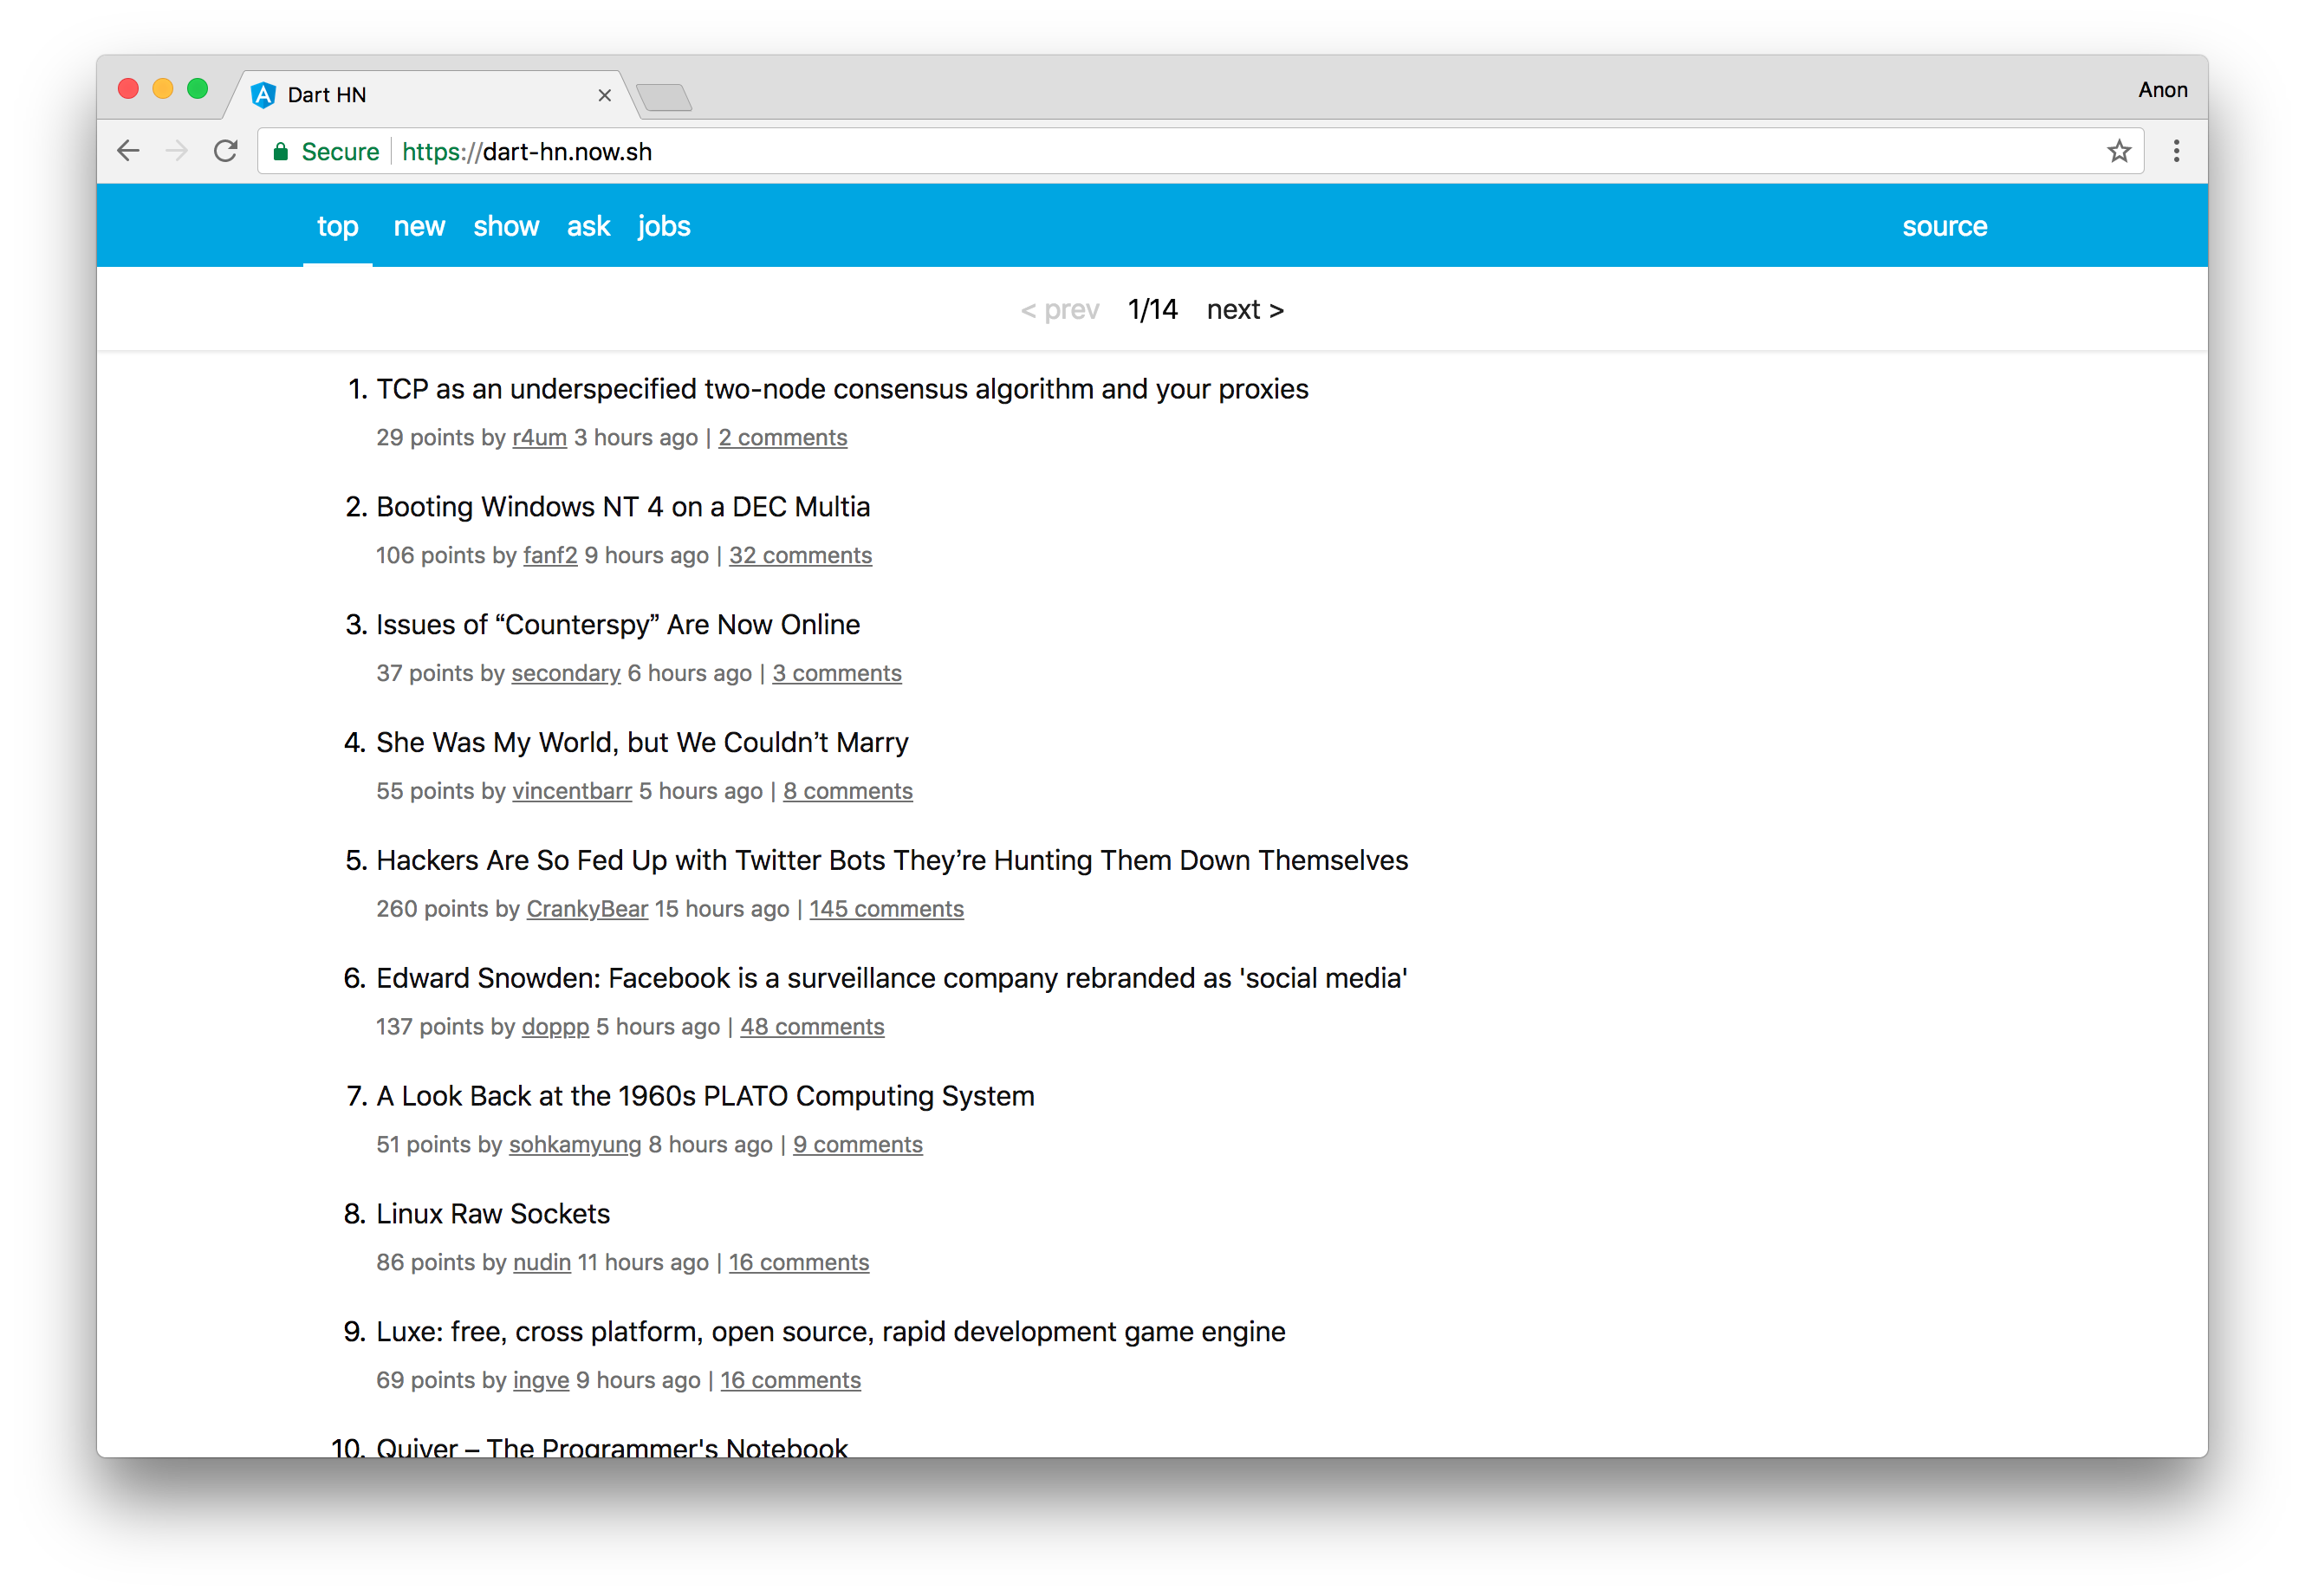 Dart HN
Anon
Secure https://dart-hn.now.sh
top new show ask jobs source
< prev 1/14 next >
1. TCP as an underspecified two-node consensus algorithm and your proxies
29 points by r4um 3 hours ago | 2 comments
2. Booting Windows NT 4 on a DEC Multia
106 points by fanf2 9 hours ago | 32 comments
3. Issues of “Counterspy” Are Now Online
37 points by secondary 6 hours ago | 3 comments
4. She Was My World, but We Couldn’t Marry
55 points by vincentbarr 5 hours ago | 8 comments
5. Hackers Are So Fed Up with Twitter Bots They’re Hunting Them Down Themselves
260 points by CrankyBear 15 hours ago | 145 comments
6. Edward Snowden: Facebook is a surveillance company rebranded as 'social media'
137 points by doppp 5 hours ago | 48 comments
7. A Look Back at the 1960s PLATO Computing System
51 points by sohkamyung 8 hours ago | 9 comments
8. Linux Raw Sockets
86 points by nudin 11 hours ago | 16 comments
9. Luxe: free, cross platform, open source, rapid development game engine
69 points by ingve 9 hours ago | 16 comments
10. Quiver – The Programmer's Notebook